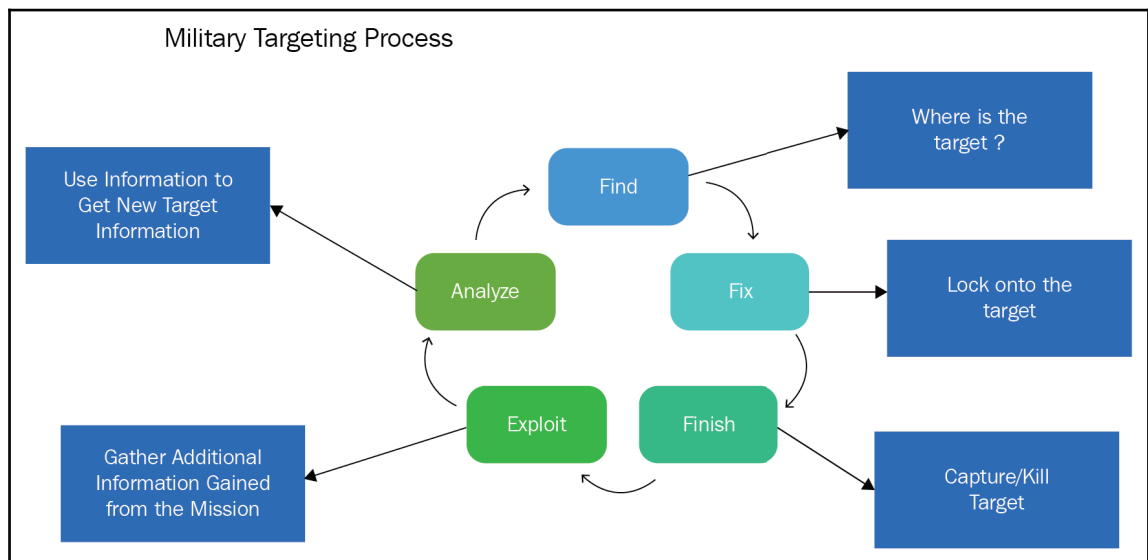 Military Targeting Process
Where is the
target ?
Use Information to
Get New Target
Information
Find
Analyze
Fix
Lock onto the
target
Exploit
Finish
Gather Additional
Information Gained
from the Mission
Capture/Kill
Target